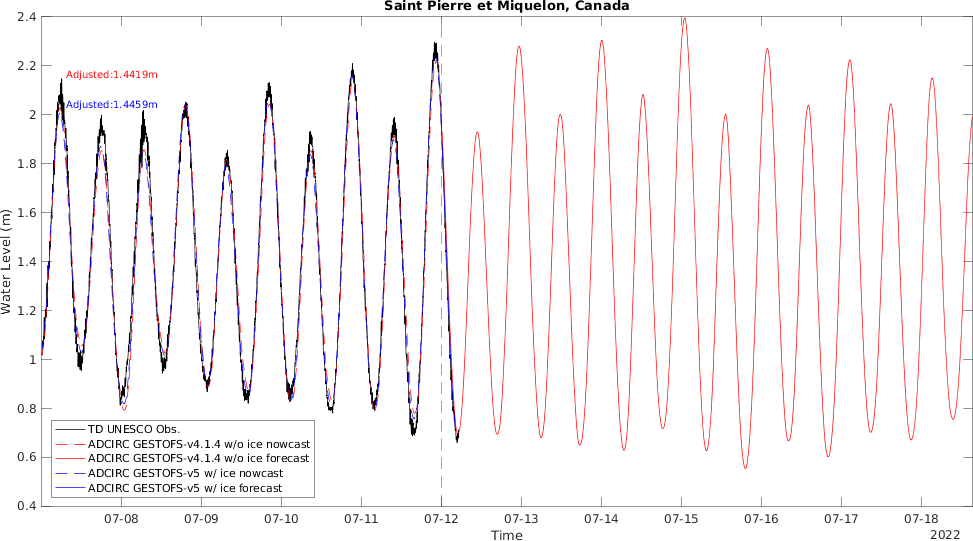 Saint Pierre et Miquelon, Canada
2.4
2.2
2
1.8
1.6
1.4
1.2
1
0.8
0.6
0.4
Water Level (m)
Adjusted:1.4419m
Adjusted:1.4459m
TD UNESCO Obs.
ADCIRC GESTOFS-v4.1.4 w/o ice nowcast
ADCIRC GESTOFS-v4.1.4 w/o ice forecast
ADCIRC GESTOFS-v5 w/ ice nowcast
ADCIRC GESTOFS-v5 w/ ice forecast
07-08 07-09 07-10 07-11 07-12 07-13 07-14 07-15 07-16 07-17 07-18
2022
Time